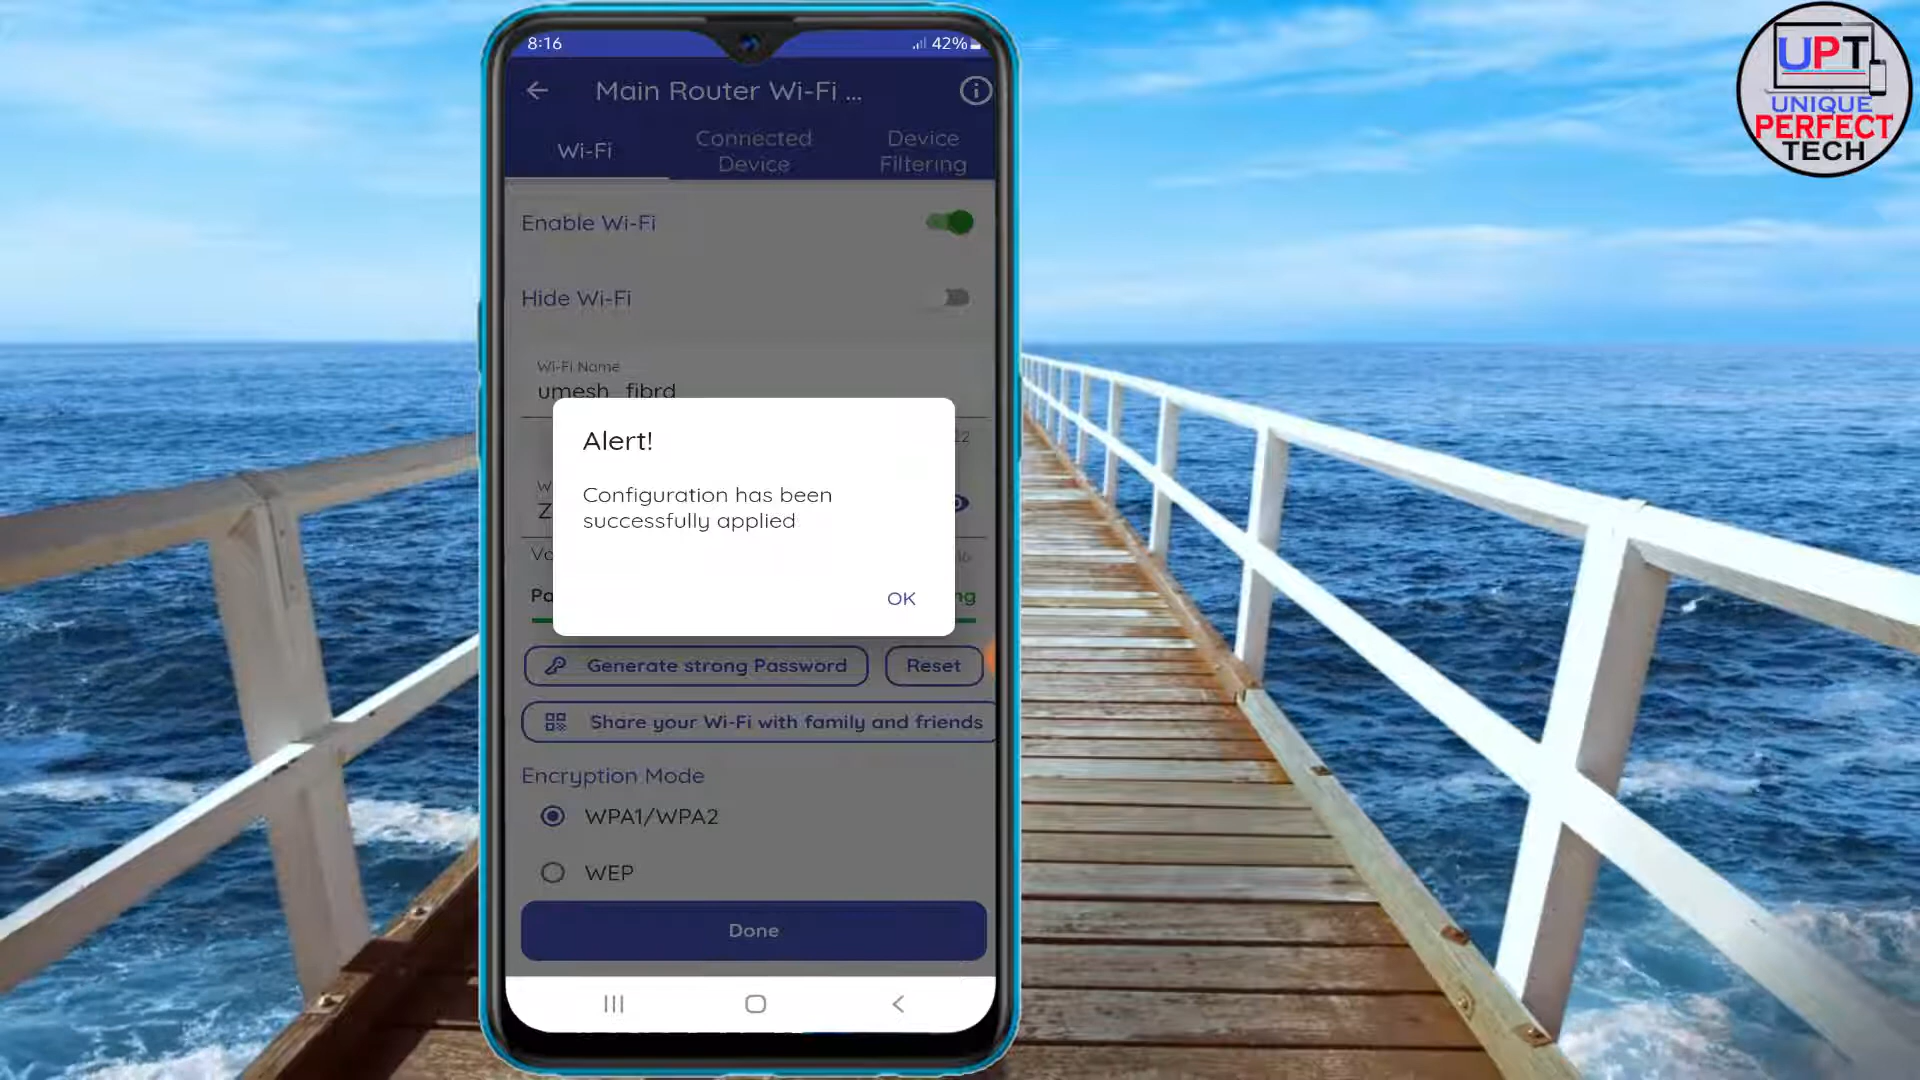 8:16
42%
Main Router Wi-Fi ...
Wi-Fi
Connected
Device
Device
Filtering
Enable Wi-Fi
Hide Wi-Fi
Wi-Fi Name
umesh_fibrd
Alert!
Configuration has been
successfully applied
OK
Generate strong Password
Reset
Share your Wi-Fi with family and friends
Encryption Mode
WPA1/WPA2
WEP
Done
UPT
UNIQUE
PERFECT
TECH